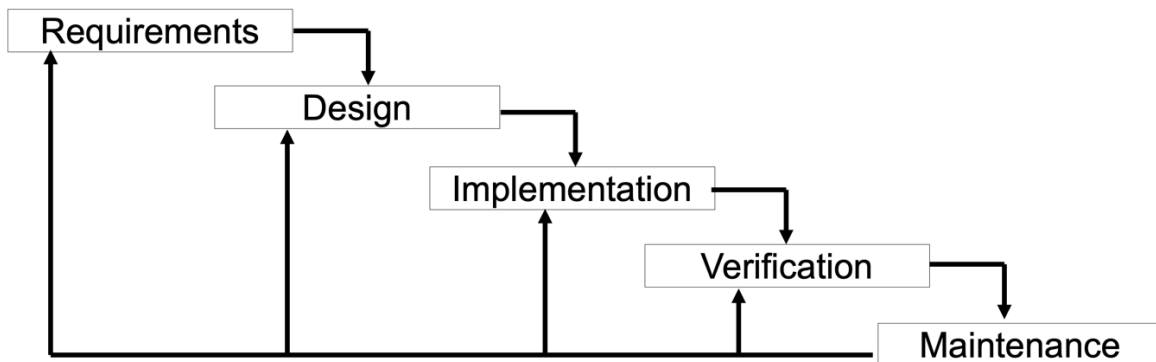 Requirements
Design
Implementation
Verification
Maintenance